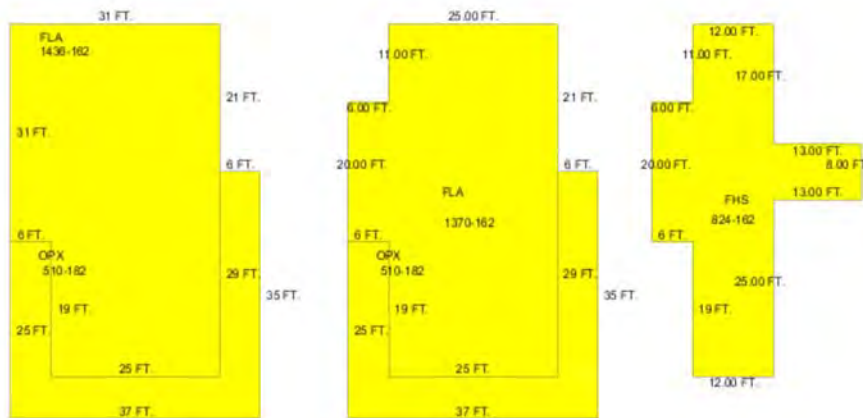 31 FT.
FLA
1436-162
31 FT.
21 FT.
6 FT.
6 FT.
OPX
510-182
19 FT.
25 FT.
29 FT.
35 FT.
25 FT.
37 FT.
25.00 FT.
11.00 FT.
21 FT.
6.00 FT.
20.00 FT.
6 FT.
FLA
1370-162
6 FT.
OPX
510-182
19 FT.
25 FT.
29 FT.
35 FT.
25 FT.
37 FT.
12.00 FT.
11.00 FT.
17.00 FT.
6.00 FT.
13.00 FT.
20.00 FT.
8.00 FT
13.00 FT.
FHS
824-162
6 FT.
25.00 FT.
19 FT.
12.00 FT.